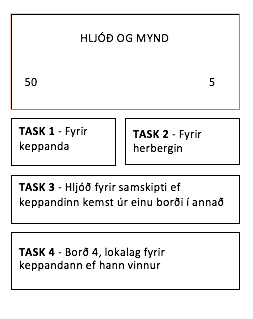 HLJÓÐ OG MYND
50 5
TASK 1 - Fyrir
keppanda
TASK 2 - Fyrir
herbergin
TASK 3 - Hljóð fyrir samskipti ef
keppandinn kemst úr einu borði í annað
TASK 4 - Borð 4, lokalag fyrir
keppandann ef hann vinnur